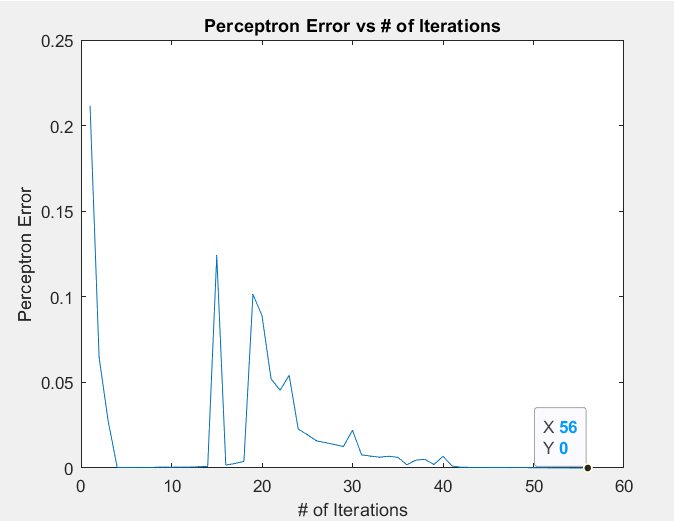 Perceptron Error vs # of Iterations
0.25
0.2
0.15
0.1
0.05
0
Perceptron Error
X 56
Y 0
0 10 20 30 40 50 60
# of Iterations